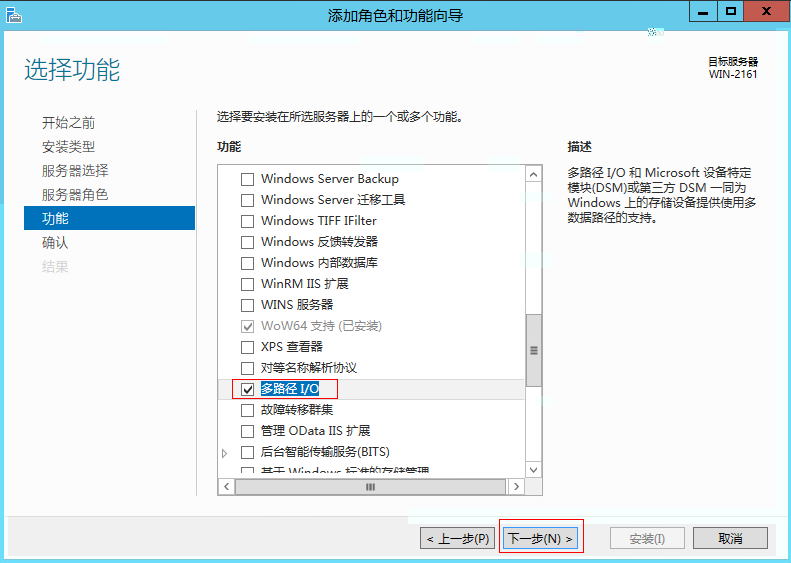 添加角色和功能向导
选择功能
目标服务器
WIN-2161
开始之前
安装类型
服务器选择
服务器角色
功能
确认
结果
选择要安装在所选服务器上的一个或多个功能。
功能
Windows Server Backup
Windows Server 迁移工具
Windows TIFF IFilter
Windows 反馈转发器
Windows 内部数据库
WinRM IIS 扩展
WINS 服务器
WoW64 支持 (已安装)
XPS 查看器
对等名称解析协议
多路径 I/O
故障转移群集
管理 OData IIS 扩展
后台智能传输服务(BITS)
基于 Windows 标准的存储管理
描述
多路径 I/O 和 Microsoft 设备特定
模块(DSM)或第三方 DSM 一同为
Windows 上的存储设备提供使用多
数据路径的支持。
< 上一步(P)
下一步(N) >
安装(I)
取消